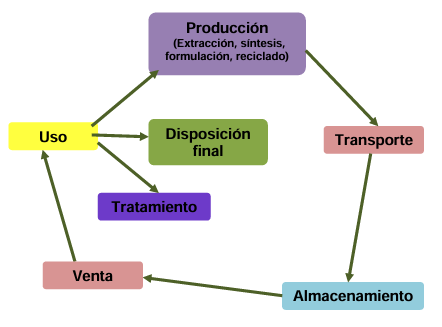 Producción
(Extracción, síntesis,
formulación, reciclado)
Uso
Disposición
final
Transporte
Tratamiento
Venta
Almacenamiento